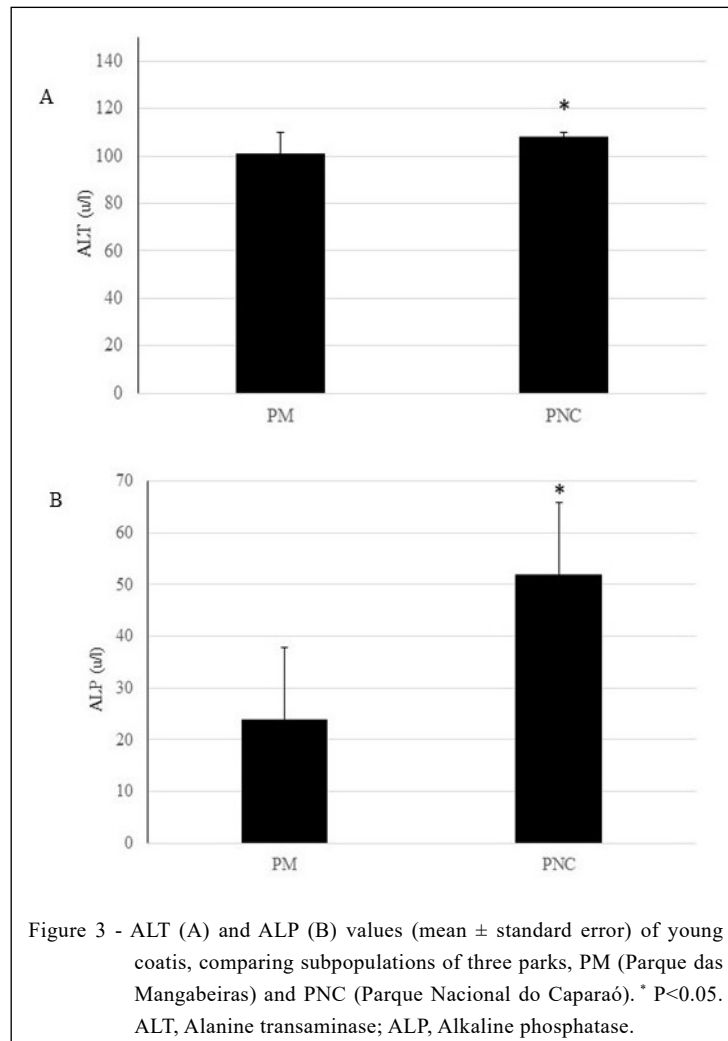 A
140
120
100
80
60
40
20
0
ALT (u/l)
*
PM
PNC
B
70
60
50
40
30
20
10
0
ALP (u/l)
*
PM
PNC
Figure 3 - ALT (A) and ALP (B) values (mean ± standard error) of young
coatis, comparing subpopulations of three parks, PM (Parque das
Mangabeiras) and PNC (Parque Nacional do Caparaó). * P<0.05.
ALT, Alanine transaminase; ALP, Alkaline phosphatase.